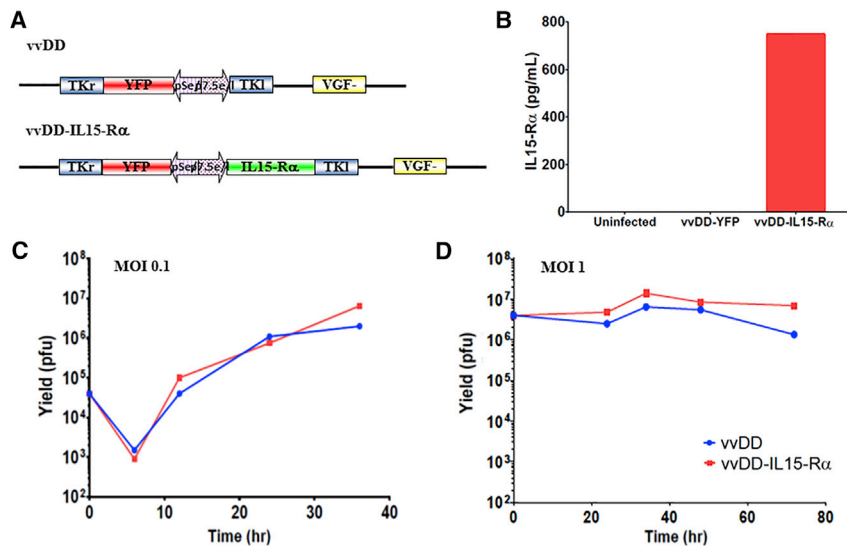 A
vvDD
TKr YFP pSel p7.5e/l TKl VGF-
vvDD-IL15-Rα
TKr YFP pSel p7.5e/l IL15-Rα TKl VGF-
B
IL15-Rα (pg/mL)
800
600
400
200
0
Uninfected vvDD-YFP vvDD-IL15-Rα
C
MOI 0.1
Yield (pfu)
10⁸
10⁷
10⁶
10⁵
10⁴
10³
10²
0 10 20 30 40
Time (hr)
D
MOI 1
Yield (pfu)
10⁸
10⁷
10⁶
10⁵
10⁴
10³
10²
vvDD
vvDD-IL15-Rα
0 20 40 60 80
Time (hr)